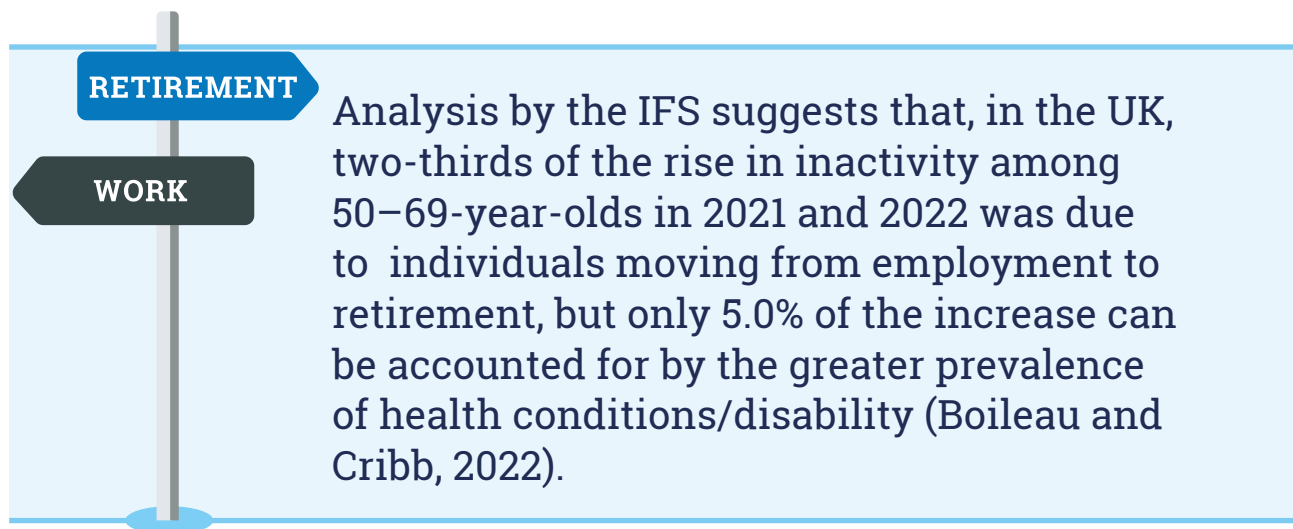 RETIREMENT
WORK
Analysis by the IFS suggests that, in the UK,
two-thirds of the rise in inactivity among
50–69-year-olds in 2021 and 2022 was due
to  individuals moving from employment to
retirement, but only 5.0% of the increase can
be accounted for by the greater prevalence
of health conditions/disability (Boileau and
Cribb, 2022).